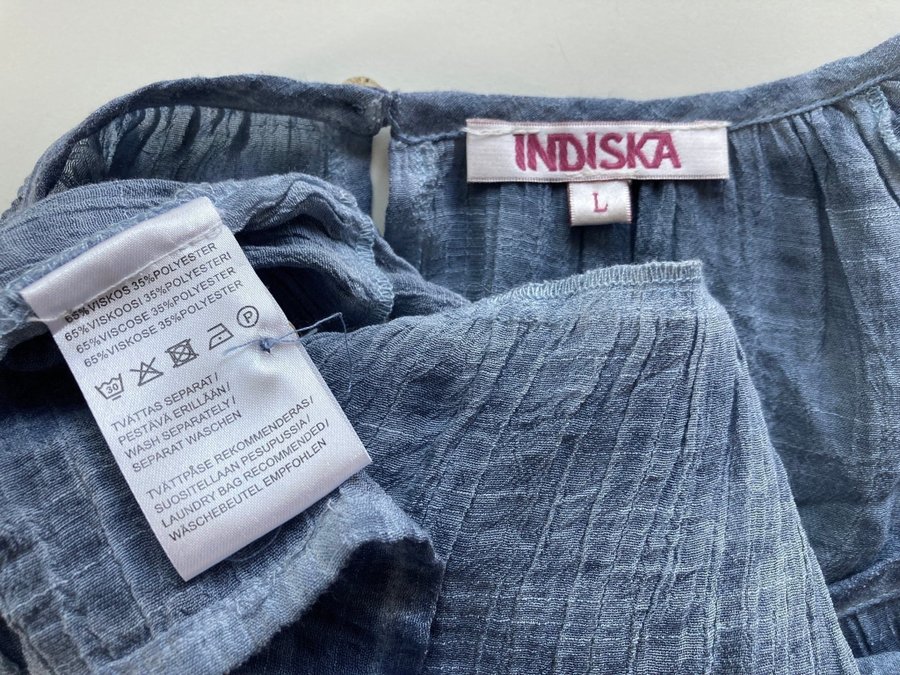 INDISKA
L
65%VISKOS 35%POLYESTER
65%VISKOOSI 35%POLYESTERI
65%VISCOSE 35%POLYESTER
65%VISKOSE 35%POLYESTER
30 P
TVÄTTAS SEPARAT/
PESTÄVÄ ERILLÄÄN/
WASH SEPARATELY/
SEPARAT WASCHEN
TVÄTTPÅSE REKOMMENDERAS/
SUOSITELLAAN PESUPUSSIA/
LAUNDRY BAG RECOMMENDED/
WÄSCHEBEUTEL EMPFOHLEN